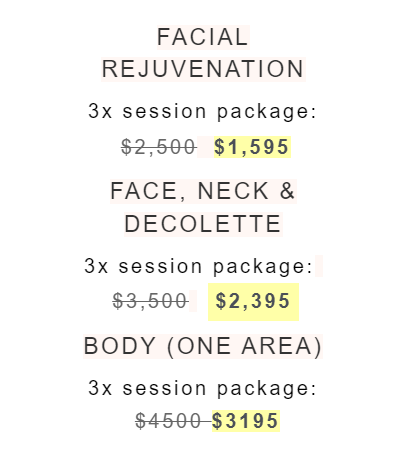 FACIAL
REJUVENATION
3x session package:
$2,500 $1,595
FACE, NECK &
DECOLETTE
3x session package:
$3,500 $2,395
BODY (ONE AREA)
3x session package:
$4500 $3195